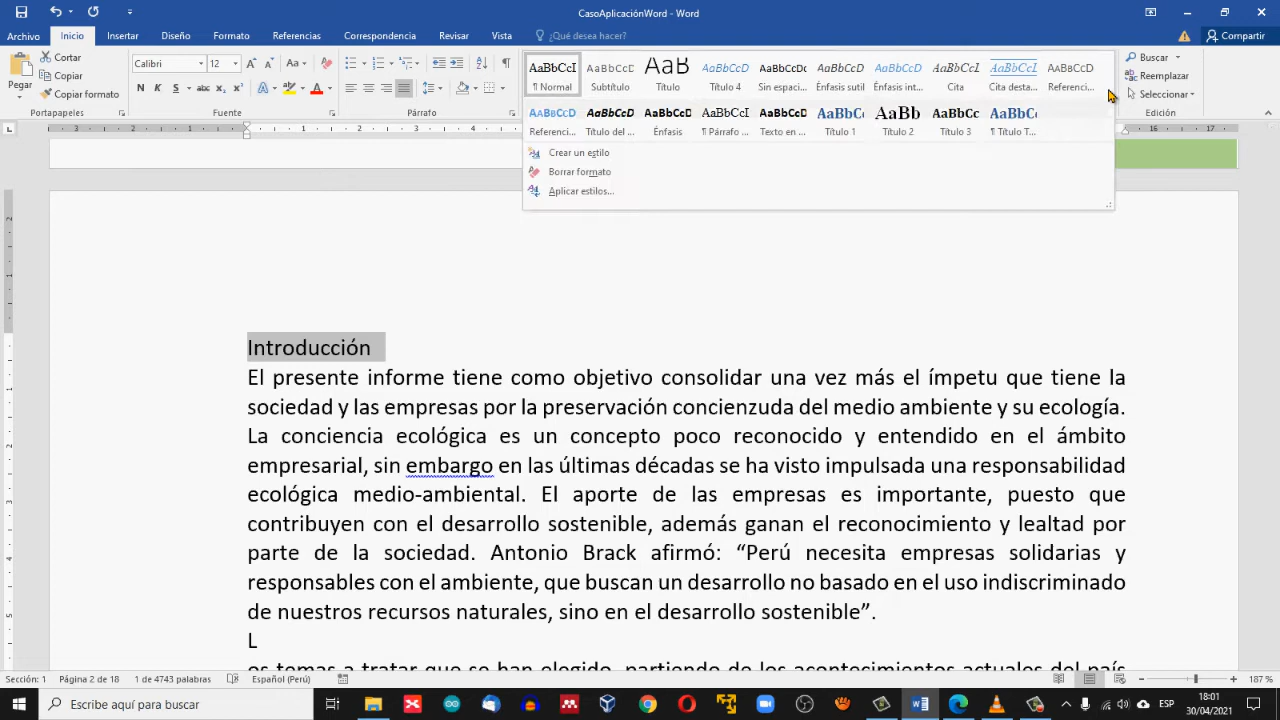 CasoAplicaciónWord - Word
Archivo Inicio Insertar Diseño Formato Referencias Correspondencia Revisar Vista ¿Qué desea hacer? Compartir
Pegar
Cortar
Copiar
Copiar formato
Portapapeles
Calibri 12
Fuente
Párrafo
AaBbCcI AaBbCcD AaB AaBbCcD AaBbCcDc AaBbCcD AaBbCcD AaBbCcI AaBbCcI AaBbCcD
¶ Normal Subtítulo Título Título 4 Sin espaci... Énfasis sutil Énfasis int... Cita Cita desta... Referenci...
AaBbCcD AaBbCcD AaBbCcD AaBbCcI AaBbCcD AaBbC AaBb AaBbCc AaBbC
Referenci... Título del ... Énfasis ¶ Párrafo ... Texto en ... Título 1 Título 2 Título 3 ¶ Título T...
Crear un estilo
Borrar formato
Aplicar estilos...
Buscar
Reemplazar
Seleccionar
Edición
3 2 1 16 17
Introducción
El presente informe tiene como objetivo consolidar una vez más el ímpetu que tiene la
sociedad y las empresas por la preservación concienzuda del medio ambiente y su ecología.
La conciencia ecológica es un concepto poco reconocido y entendido en el ámbito
empresarial, sin embargo en las últimas décadas se ha visto impulsada una responsabilidad
ecológica medio-ambiental. El aporte de las empresas es importante, puesto que
contribuyen con el desarrollo sostenible, además ganan el reconocimiento y lealtad por
parte de la sociedad. Antonio Brack afirmó: “Perú necesita empresas solidarias y
responsables con el ambiente, que buscan un desarrollo no basado en el uso indiscriminado
de nuestros recursos naturales, sino en el desarrollo sostenible”.
L
os temas a tratar que se han elegido, partiendo de los acontecimientos actuales del país
Sección: 1 Página 2 de 18 1 de 4743 palabras Español (Perú) 187 %
Escribe aquí para buscar
ESP
18:01
30/04/2021